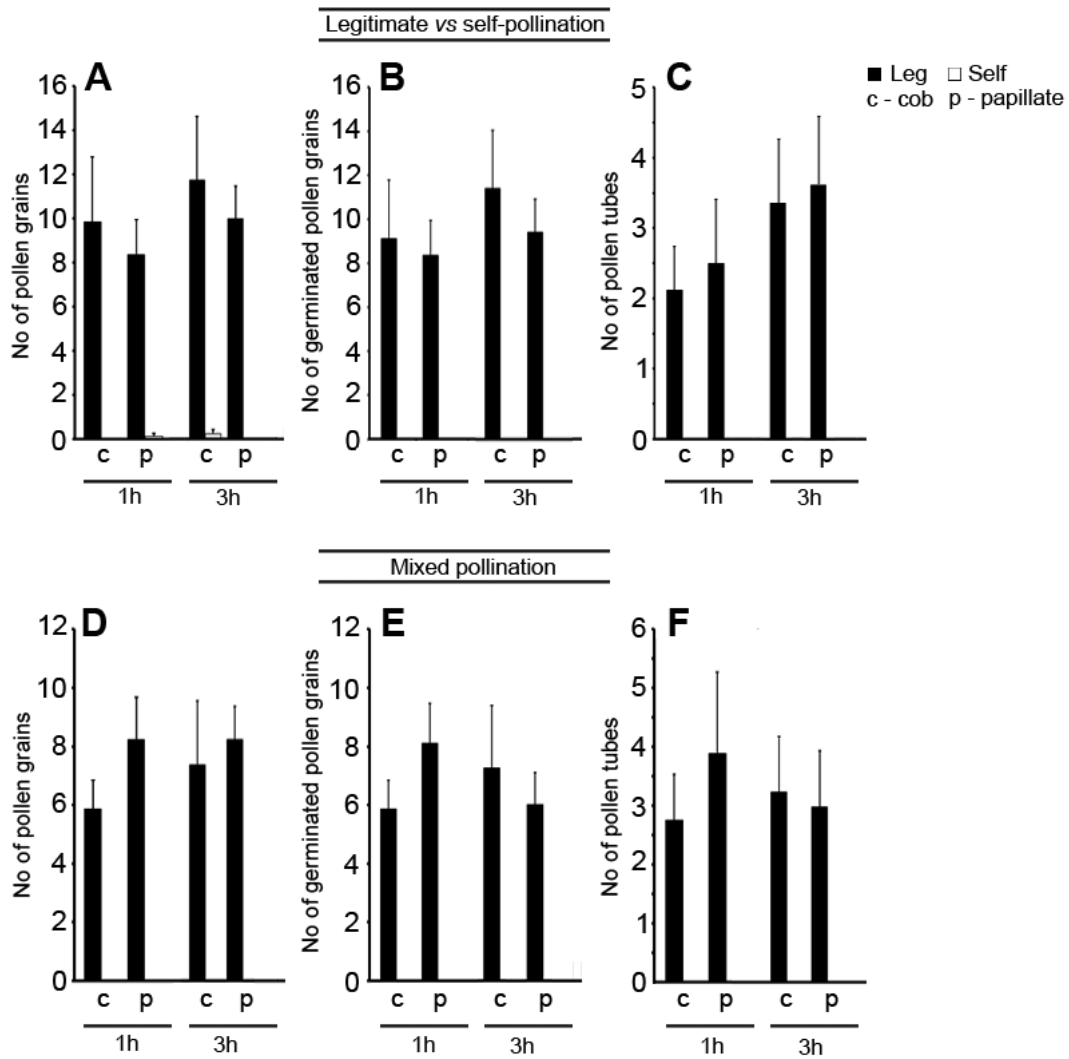 Legitimate vs self-pollination
A
B
C
■ Leg □ Self
c - cob p - papillate
No of pollen grains
16
14
12
10
8
6
4
2
0
c p c p
1h 3h
No of germinated pollen grains
16
14
12
10
8
6
4
2
0
c p c p
1h 3h
No of pollen tubes
5
4
3
2
1
0
c p c p
1h 3h
Mixed pollination
D
E
F
No of pollen grains
12
10
8
6
4
2
0
c p c p
1h 3h
No of germinated pollen grains
12
10
8
6
4
2
0
c p c p
1h 3h
No of pollen tubes
6
5
4
3
2
1
0
c p c p
1h 3h